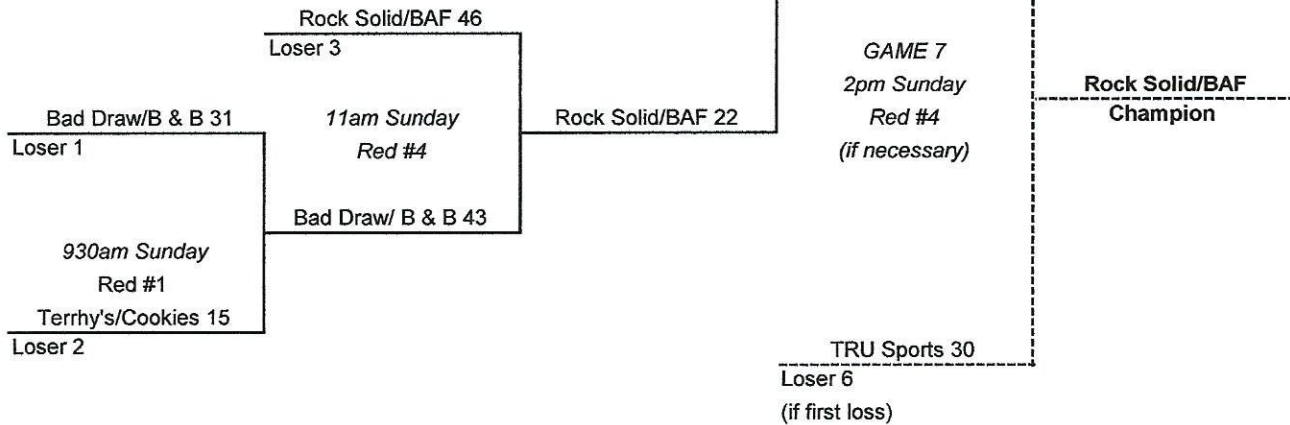 Rock Solid/BAF 46
Loser 3
GAME 7
2pm Sunday
Red #4
(if necessary)
Rock Solid/BAF
Champion
Bad Draw/B & B 31
Loser 1
11am Sunday
Red #4
Rock Solid/BAF 22
Bad Draw/ B & B 43
930am Sunday
Red #1
Terrhy's/Cookies 15
Loser 2
TRU Sports 30
Loser 6
(if first loss)